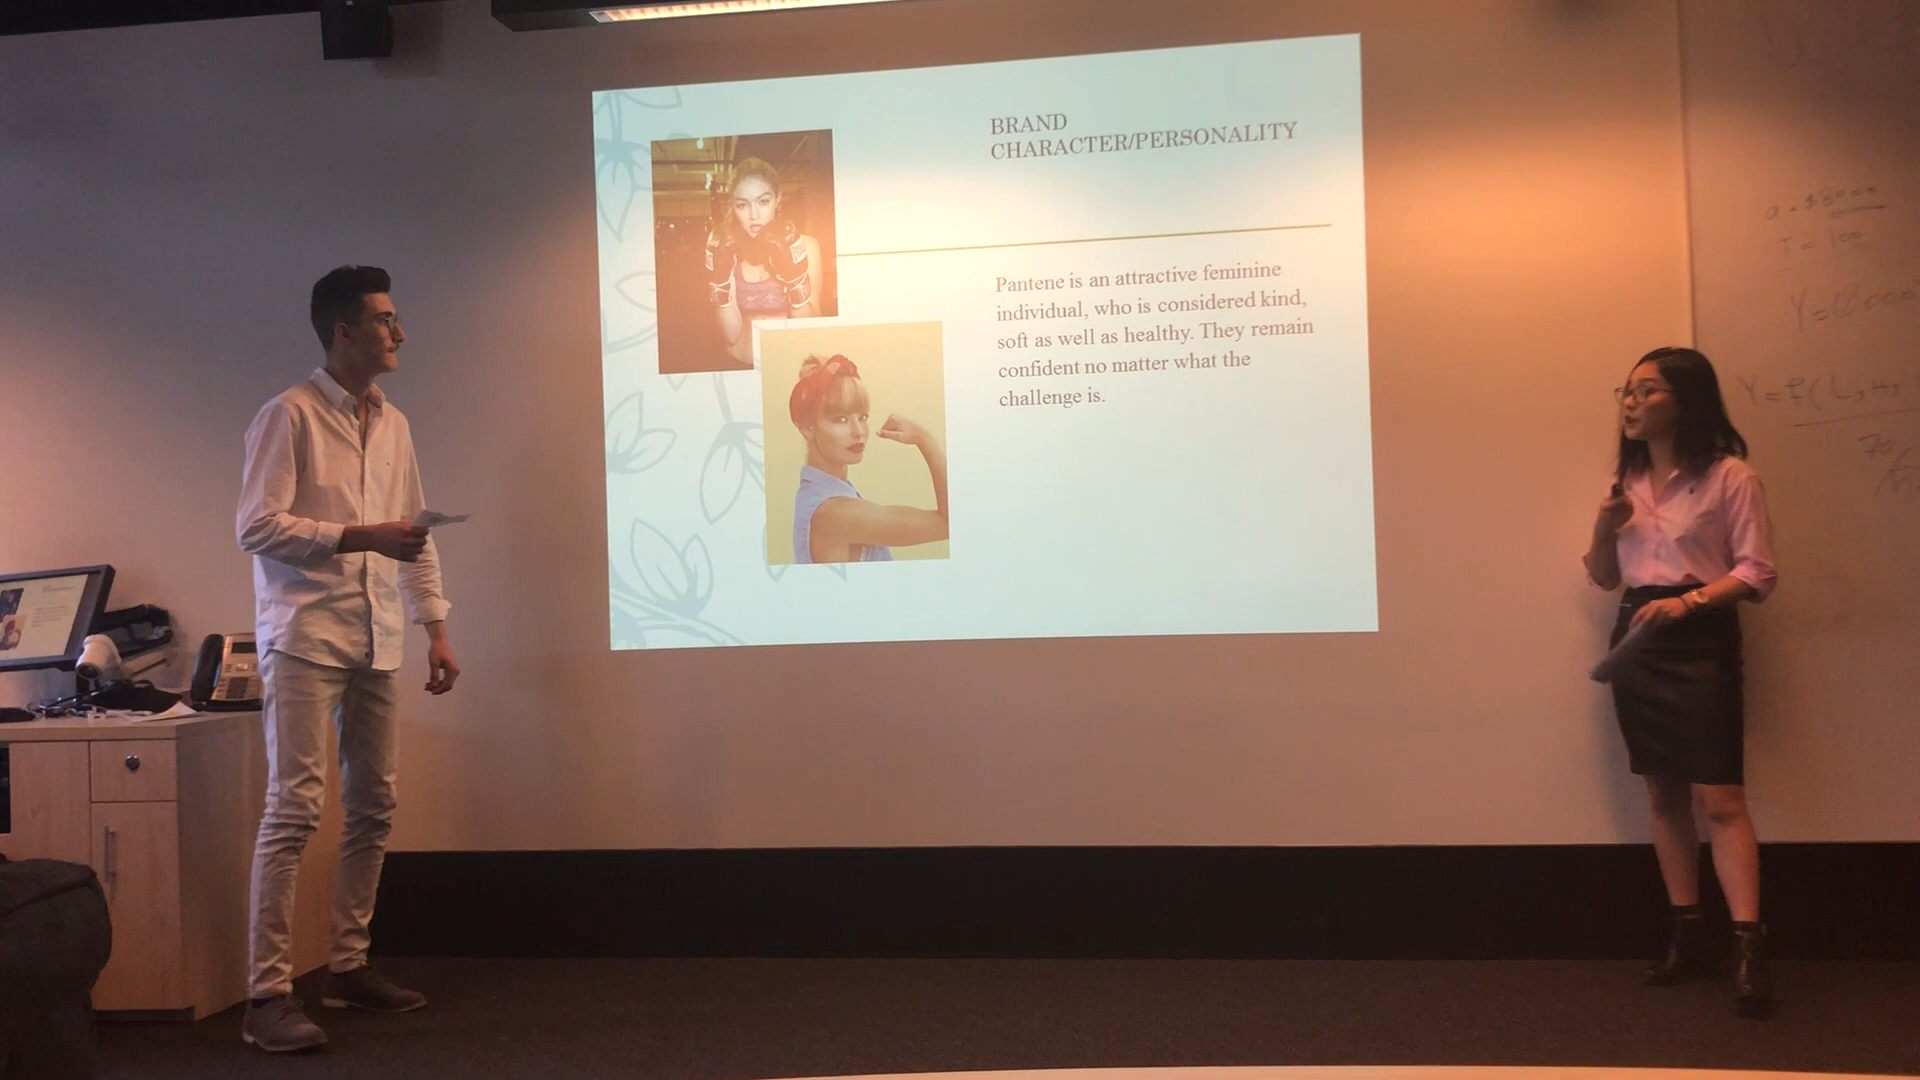 BRAND
CHARACTER/PERSONALITY
Pantene is an attractive feminine
individual, who is considered kind,
soft as well as healthy. They remain
confident no matter what the
challenge is.
T = 100